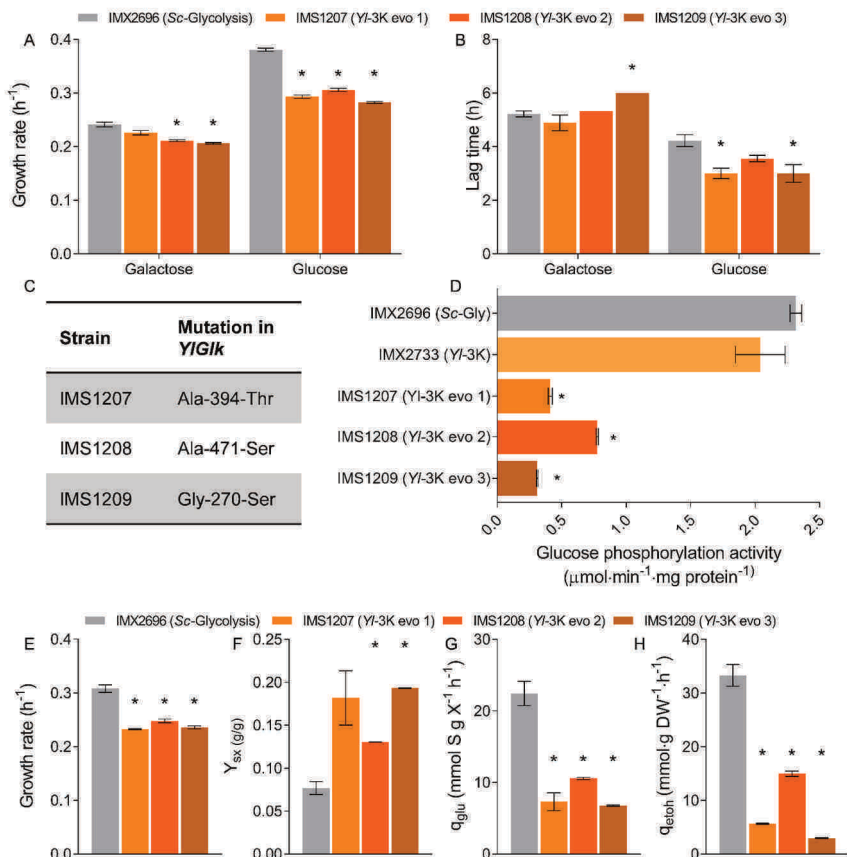 IMX2696 (Sc-Glycolysis) IMS1207 (Yl-3K evo 1) IMS1208 (Yl-3K evo 2) IMS1209 (Yl-3K evo 3)
A
Growth rate (h⁻¹)
0.4
0.3
0.2
0.1
0.0
* * * * *
Galactose Glucose
B
Lag time (h)
8
6
4
2
0
* * *
Galactose Glucose
C
Strain Mutation in
YlGlk
IMS1207 Ala-394-Thr
IMS1208 Ala-471-Ser
IMS1209 Gly-270-Ser
D
IMX2696 (Sc-Gly)
IMX2733 (Yl-3K)
IMS1207 (Yl-3K evo 1) *
IMS1208 (Yl-3K evo 2) *
IMS1209 (Yl-3K evo 3) *
0.0 0.5 1.0 1.5 2.0 2.5
Glucose phosphorylation activity
(μmol·min⁻¹·mg protein⁻¹)
IMX2696 (Sc-Glycolysis) IMS1207 (Yl-3K evo 1) IMS1208 (Yl-3K evo 2) IMS1209 (Yl-3K evo 3)
E
Growth rate (h⁻¹)
0.4
0.3
0.2
0.1
0.0
* * *
F
Ysx (g/g)
0.25
0.20
0.15
0.10
0.05
0.00
* *
G
qglu (mmol S g X⁻¹ h⁻¹)
30
20
10
0
* * *
H
qetoh (mmol·g DW⁻¹·h⁻¹)
40
30
20
10
0
* * *